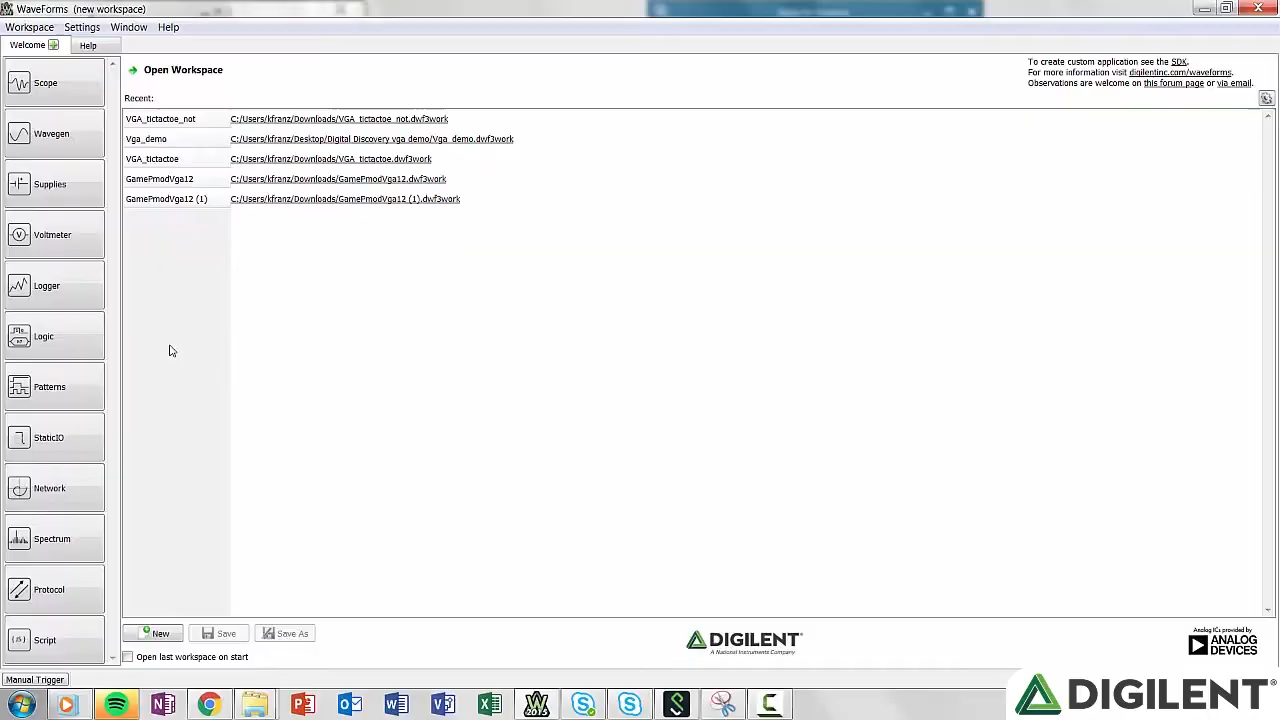 WaveForms (new workspace)
Workspace Settings Window Help
Welcome Help
Open Workspace
To create custom application see the SDK.
For more information visit digilentinc.com/waveforms.
Observations are welcome on this forum page or via email.
Recent:
VGA_tictactoe_not C:/Users/kfranz/Downloads/VGA_tictactoe_not.dwf3work
Vga_demo C:/Users/kfranz/Desktop/Digital Discovery vga demo/Vga_demo.dwf3work
VGA_tictactoe C:/Users/kfranz/Downloads/VGA_tictactoe.dwf3work
GamePmodVga12 C:/Users/kfranz/Downloads/GamePmodVga12.dwf3work
GamePmodVga12 (1) C:/Users/kfranz/Downloads/GamePmodVga12 (1).dwf3work
Scope
Wavegen
Supplies
Voltmeter
Logger
Logic
Patterns
StaticIO
Network
Spectrum
Protocol
Script
New Save Save As
Open last workspace on start
DIGILENT
A National Instruments Company
Analog ICs provided by
ANALOG
DEVICES
Manual Trigger
DIGILENT®